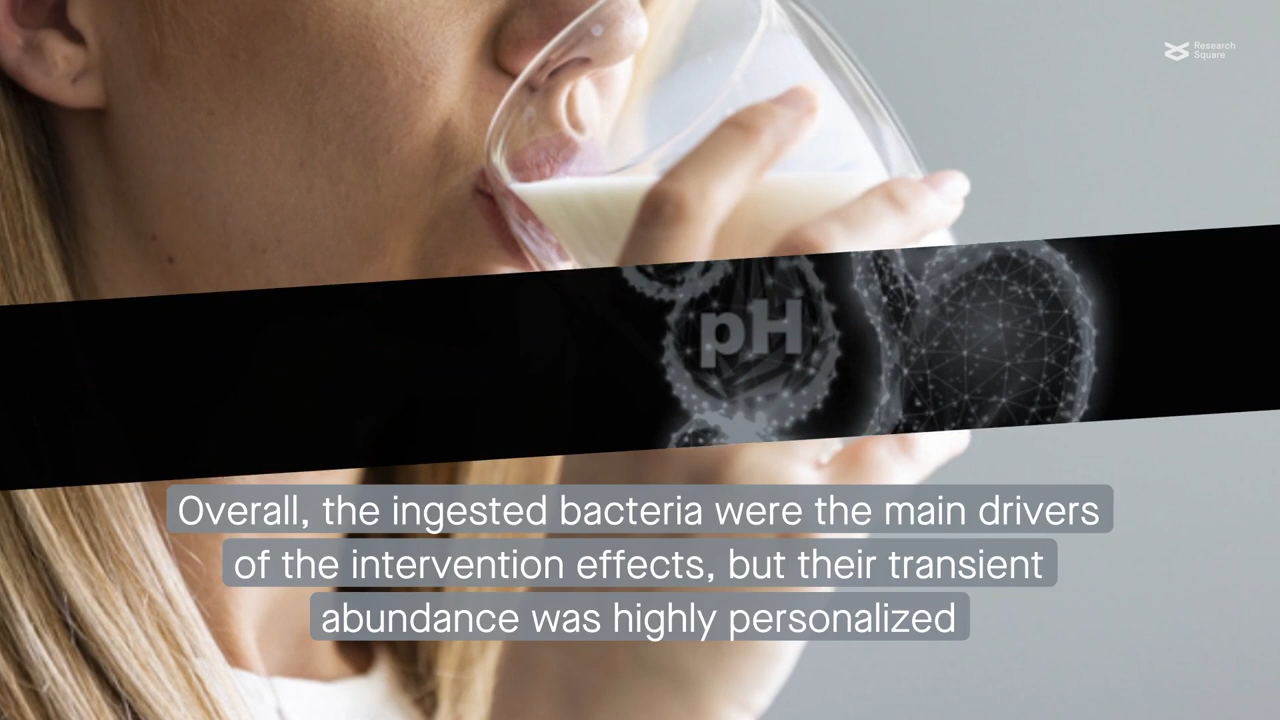 Research
Square
pH
Overall, the ingested bacteria were the main drivers
of the intervention effects, but their transient
abundance was highly personalized